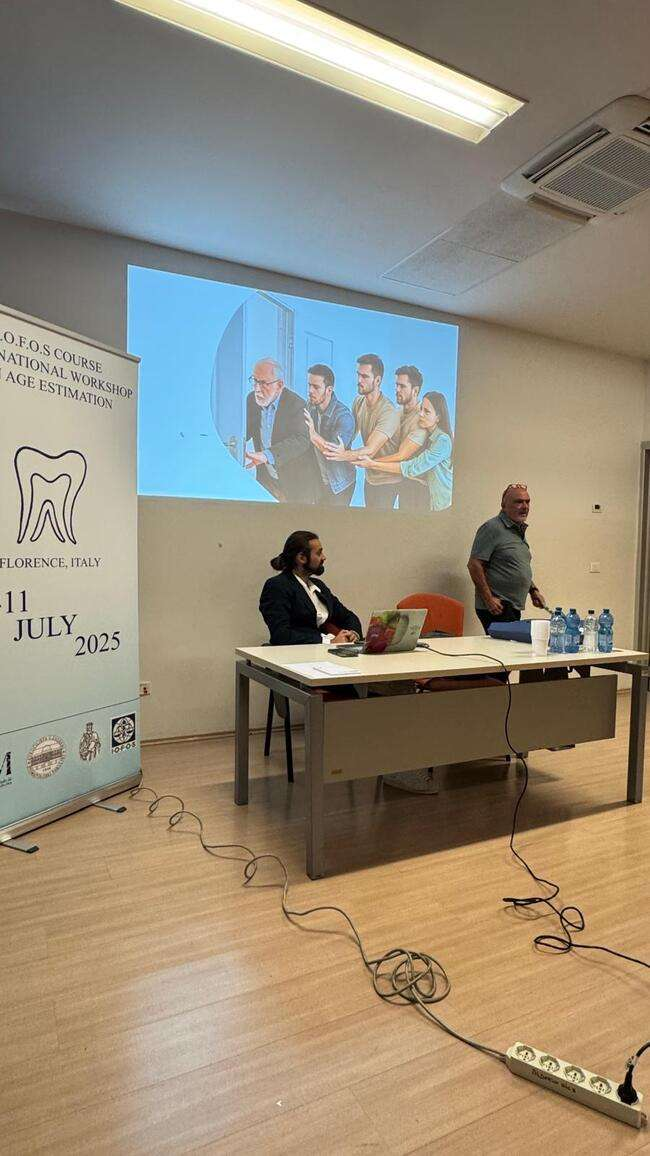 .O.F.O.S COURSE
NATIONAL WORKSHOP
N AGE ESTIMATION
FLORENCE, ITALY
-11
JULY 2025
IOFOS